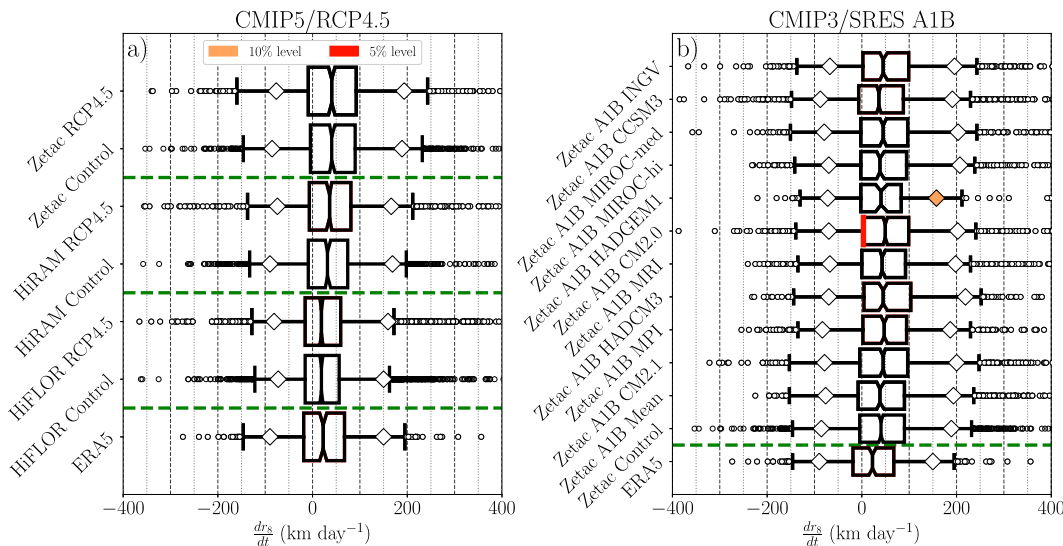 CMIP5/RCP4.5
a)
10% level
5% level
Zetac RCP4.5
Zetac Control
HiRAM RCP4.5
HiRAM Control
HiFLOR RCP4.5
HiFLOR Control
ERA5
−400
−200
0
200
400
dr₈/dt (km day⁻¹)
CMIP3/SRES A1B
b)
Zetac A1B INGV
Zetac A1B CCSM3
Zetac A1B MIROC-med
Zetac A1B MIROC-hi
Zetac A1B HADGEM1
Zetac A1B CM2.0
Zetac A1B MRI
Zetac A1B HADCM3
Zetac A1B MPI
Zetac A1B CM2.1
Zetac A1B Mean
Zetac Control
ERA5
−400
−200
0
200
400
dr₈/dt (km day⁻¹)